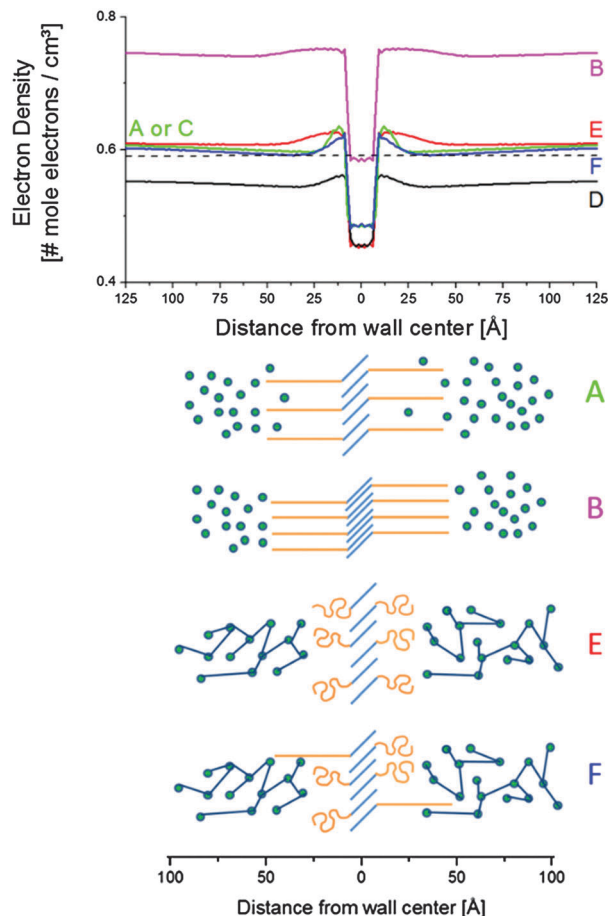 0.8
0.6
0.4
Electron Density
[# mole electrons / cm³]
B
A or C
E
F
D
125 100 75 50 25 0 25 50 75 100 125
Distance from wall center [Å]
A
B
E
F
100 50 0 50 100
Distance from wall center [Å]